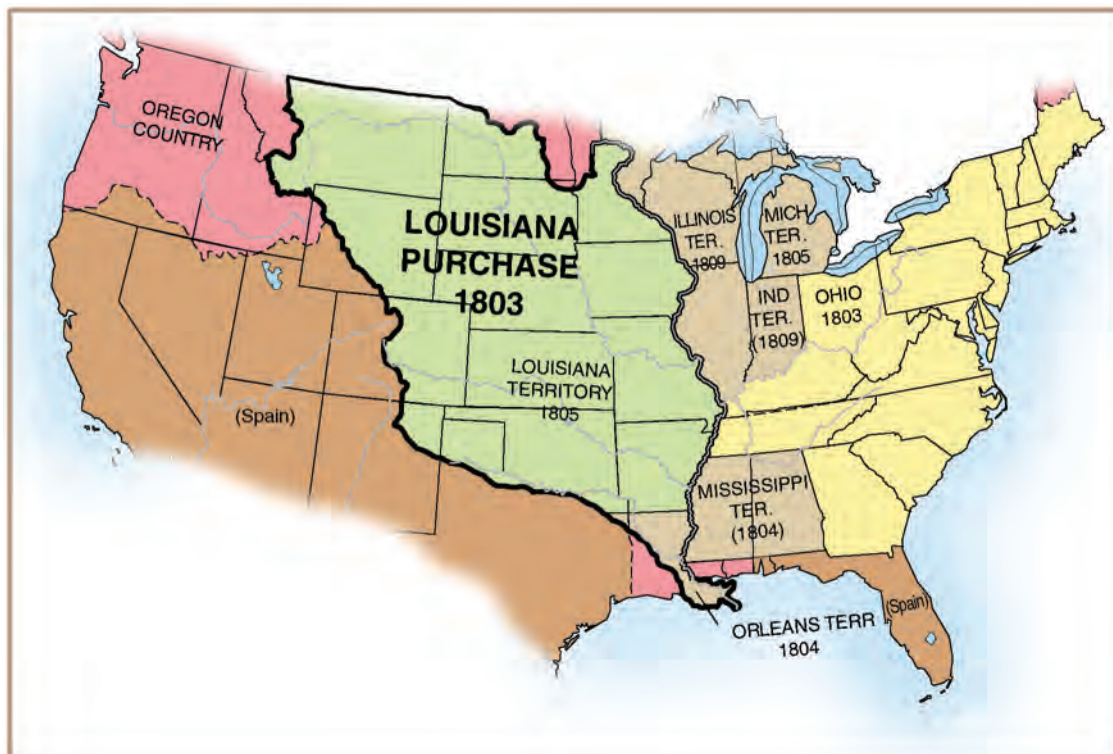 OREGON
COUNTRY
LOUISIANA
PURCHASE
1803
LOUISIANA
TERRITORY
1805
(Spain)
ILLINOIS
TER.
1809
MICH
TER.
1805
IND
TER.
(1809)
OHIO
1803
MISSISSIPPI
TER.
(1804)
(Spain)
ORLEANS TERR
1804